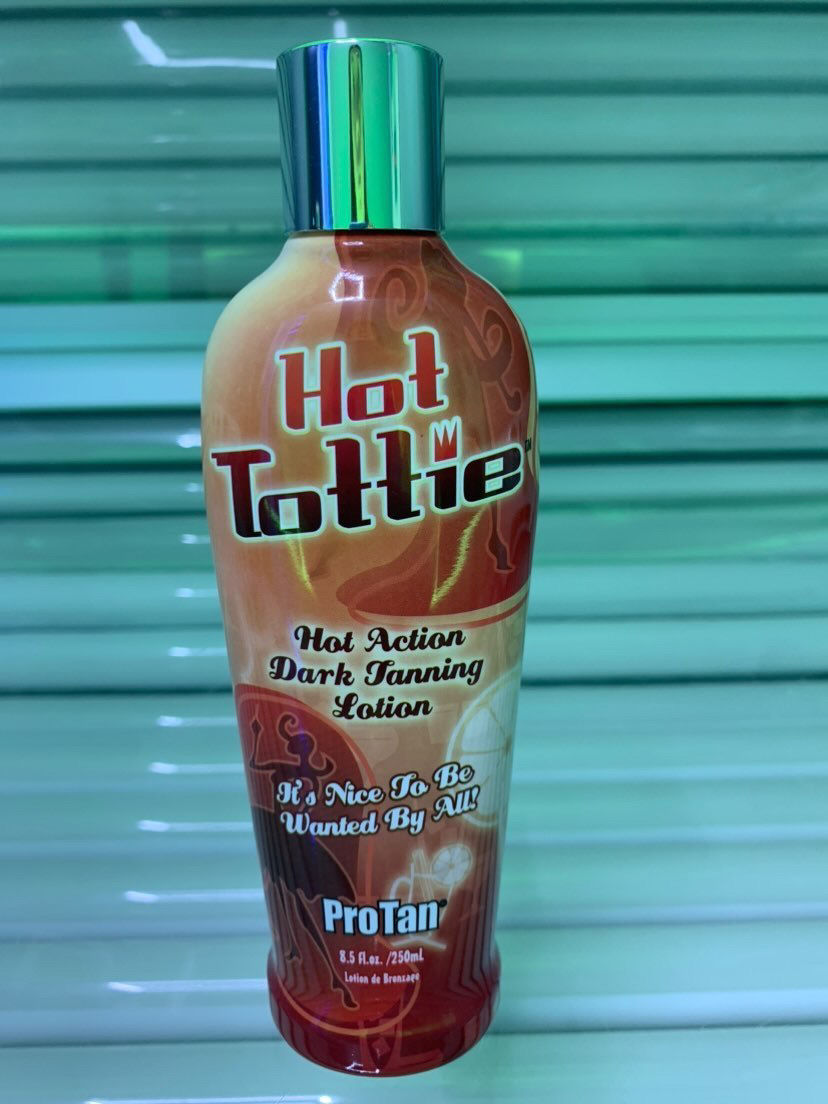 Hot
Tottie™
Hot Action
Dark Tanning
Lotion
It's Nice To Be
Wanted By All!
ProTan®
8.5 fl.oz. /250mL
Lotion de Bronzage